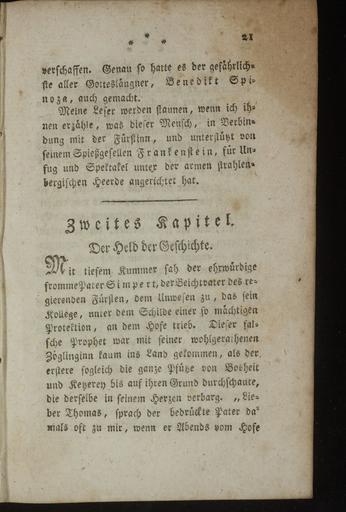 * * *
21
verschaffen. Genau so hatte es der gefährlich-
ste aller Gottesläugner, Benedikt Spi-
noza, auch gemacht.
Meine Leser werden staunen, wenn ich ih-
nen erzähle, was dieser Mensch, in Verbin-
dung mit der Fürstinn, und unterstützt von
seinem Spießgesellen Frankenstein, für Un-
fug und Spektakel unter der armen strahlen-
bergischen Heerde angerichtet hat.
Zweites Kapitel.
Der Held der Geschichte.
Mit tiefem Kummer sah der ehrwürdige
fromme Pater Simpert, der Beichtvater des re-
gierenden Fürsten, dem Unwesen zu, das sein
Kollege, unter dem Schilde einer so mächtigen
Protektion, an dem Hofe trieb. Dieser fal-
sche Prophet war mit seiner wohlgerathenen
Zöglinginn kaum ins Land gekommen, als der
erstere sogleich die ganze Pfütze von Bosheit
und Ketzerey bis auf ihren Grund durchschaute,
die derselbe in seinem Herzen verbarg. „Lie-
ber Thomas, sprach der bedrückte Pater da-
mals oft zu mir, wenn er Abends vom Hofe